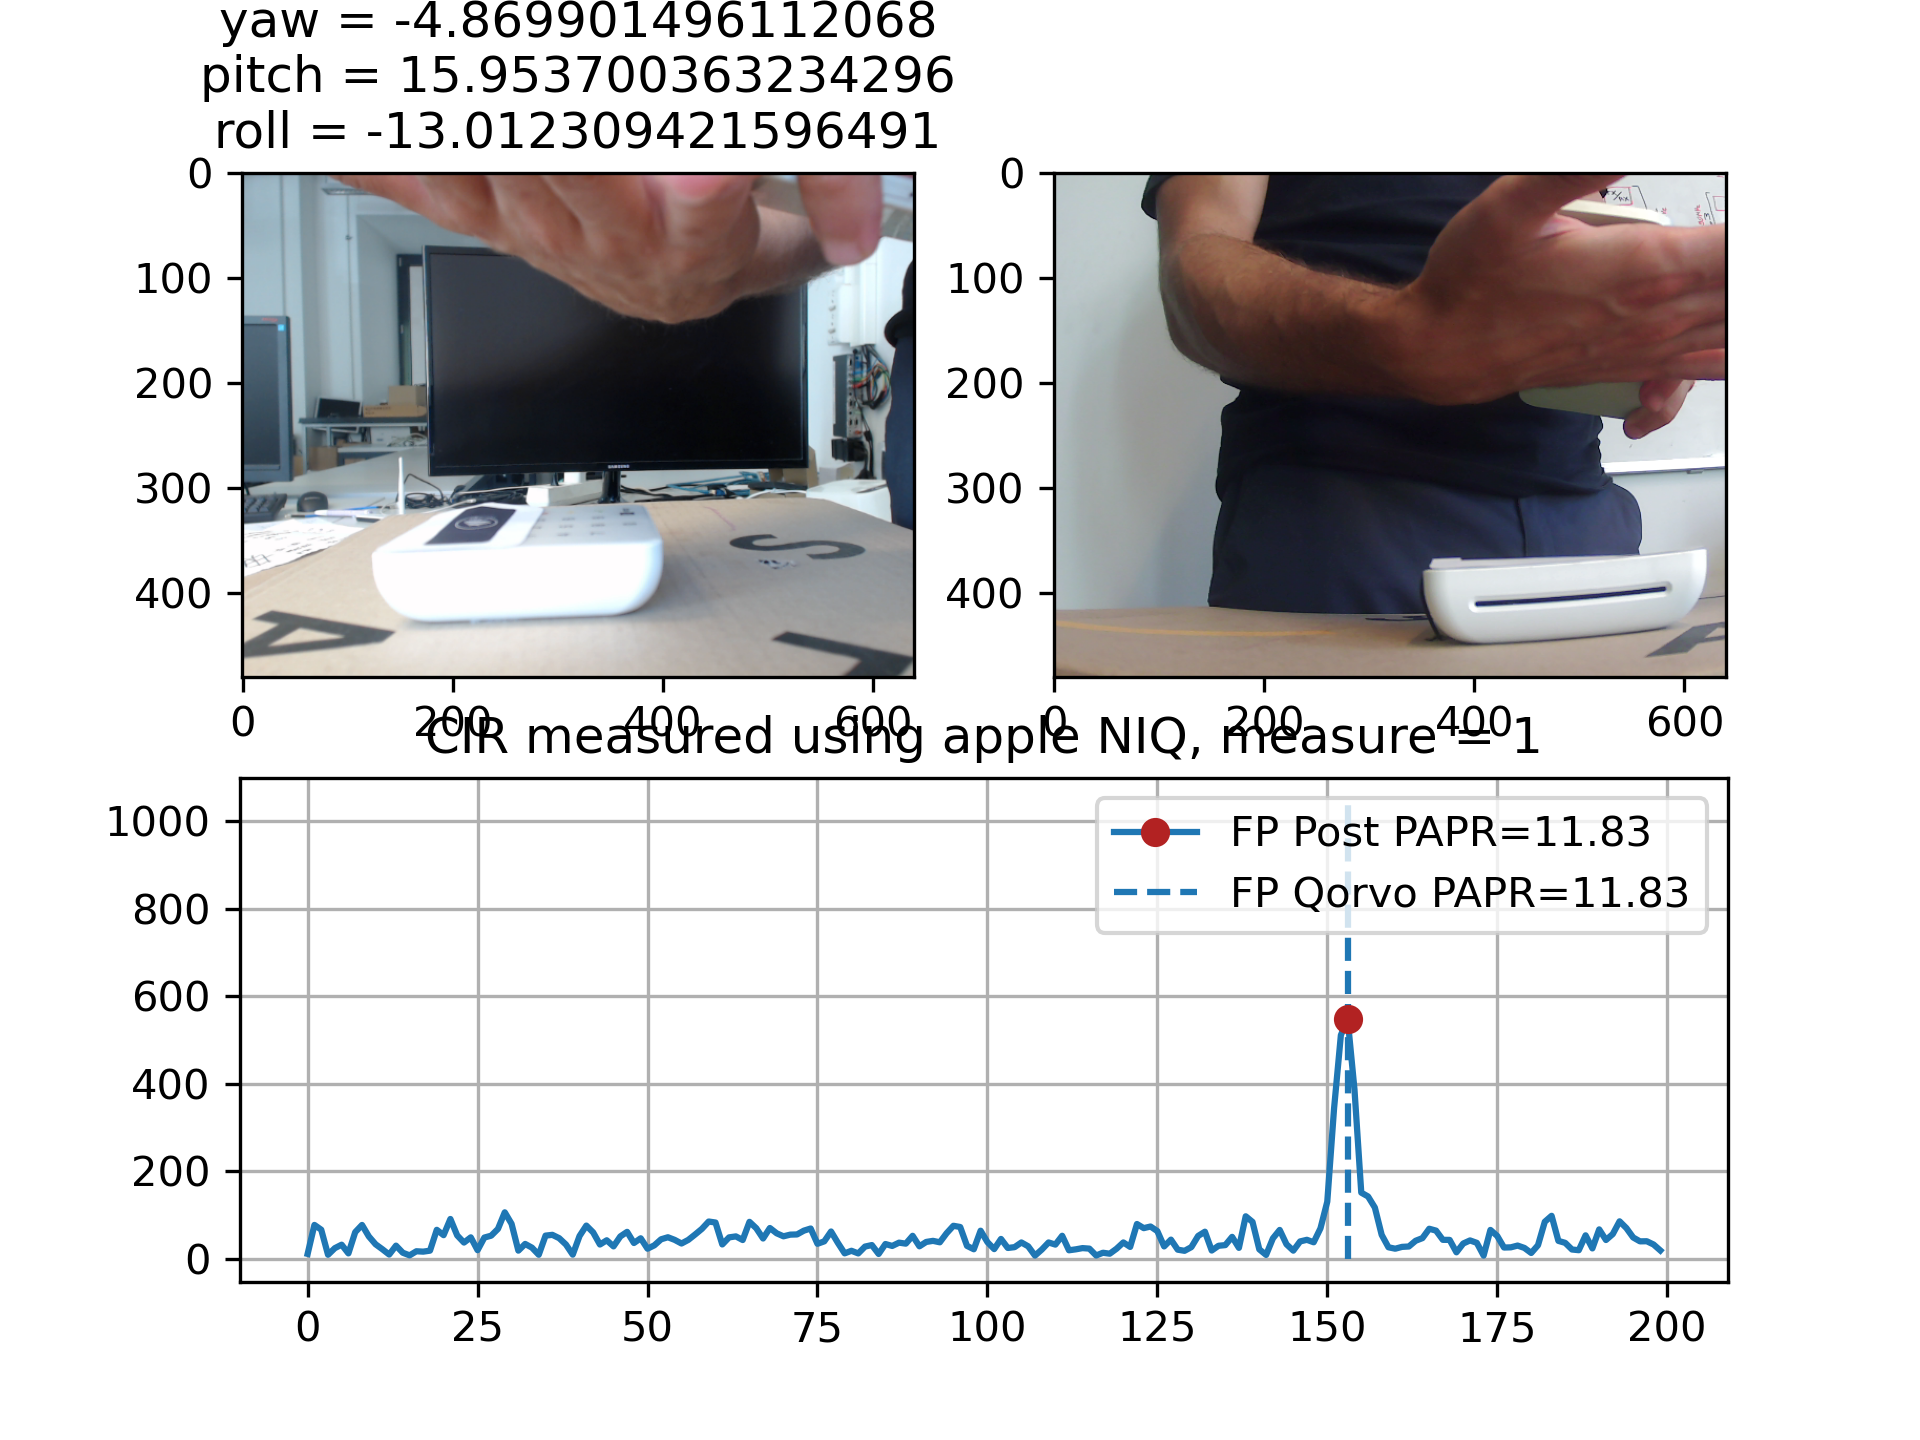 yaw = -4.869901496112068
pitch = 15.953700363234296
roll = -13.012309421596491
0
100
200
300
400
0 200 400 600
SAMSUNG
S
A
0
100
200
300
400
0 200 400 600
CIR measured using apple NIQ, measure = 1
1000
800
600
400
200
0
FP Post PAPR=11.83
FP Qorvo PAPR=11.83
0 25 50 75 100 125 150 175 200